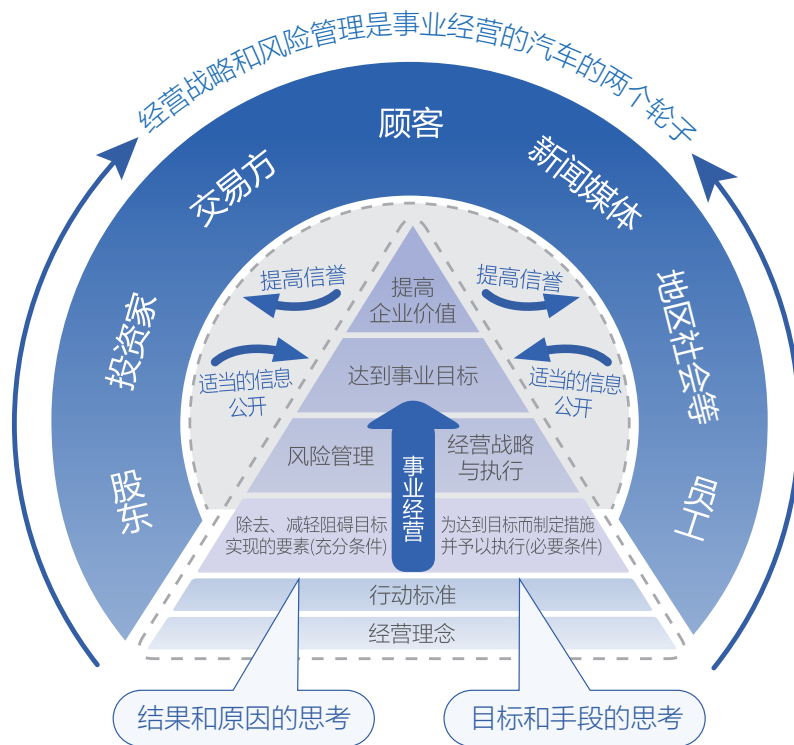 经营战略和风险管理是事业经营的汽车的两个轮子
顾客
交易方
新闻媒体
投资家
地区社会等
股东
员工
提高信誉
提高信誉
适当的信息
公开
适当的信息
公开
提高
企业价值
达到事业目标
风险管理
经营战略
与执行
事业经营
除去、减轻阻碍目标
实现的要素(充分条件)
为达到目标而制定措施
并予以执行(必要条件)
行动标准
经营理念
结果和原因的思考
目标和手段的思考